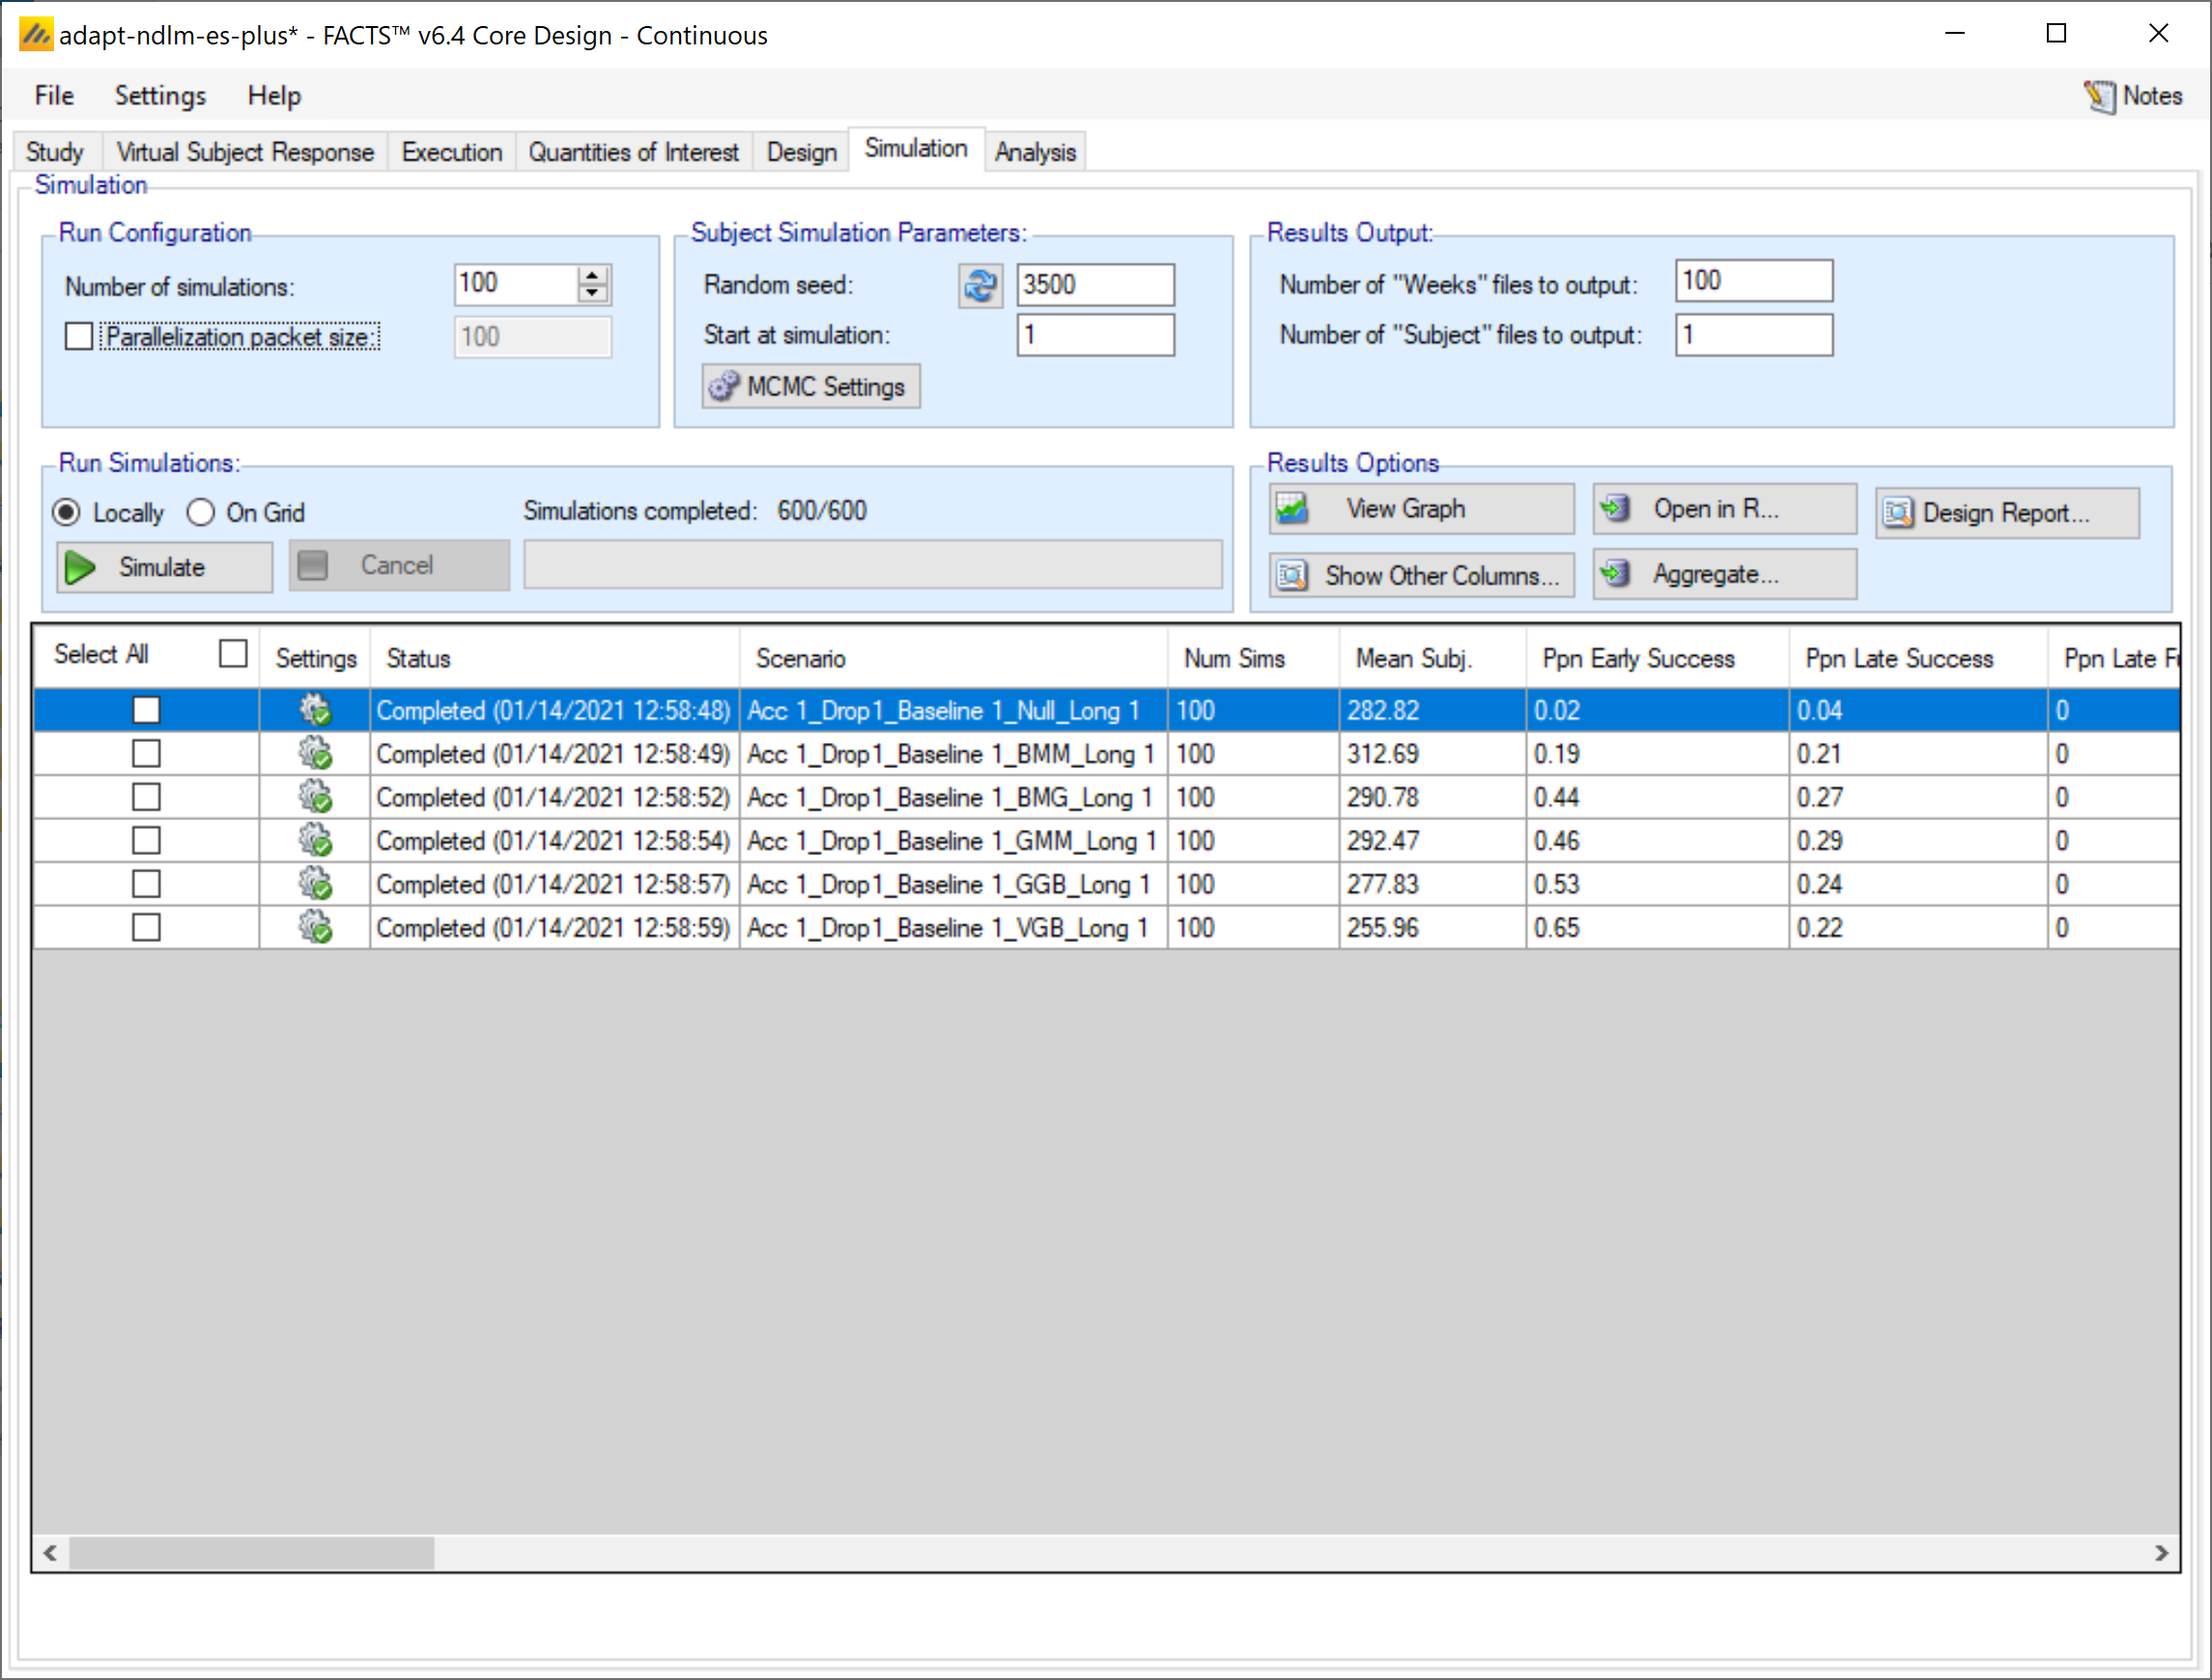 adapt-ndlm-es-plus* - FACTS™ v6.4 Core Design - Continuous
File Settings Help Notes
Study Virtual Subject Response Execution Quantities of Interest Design Simulation Analysis
Simulation
Run Configuration
Number of simulations: 100
Parallelization packet size: 100
Subject Simulation Parameters:
Random seed: 3500
Start at simulation: 1
MCMC Settings
Results Output:
Number of "Weeks" files to output: 100
Number of "Subject" files to output: 1
Run Simulations:
Locally On Grid Simulations completed: 600/600
Simulate Cancel
Results Options
View Graph Open in R... Design Report...
Show Other Columns... Aggregate...
Select All Settings Status Scenario Num Sims Mean Subj. Ppn Early Success Ppn Late Success Ppn Late
Completed (01/14/2021 12:58:48) Acc 1_Drop1_Baseline 1_Null_Long 1 100 282.82 0.02 0.04 0
Completed (01/14/2021 12:58:49) Acc 1_Drop1_Baseline 1_BMM_Long 1 100 312.69 0.19 0.21 0
Completed (01/14/2021 12:58:52) Acc 1_Drop1_Baseline 1_BMG_Long 1 100 290.78 0.44 0.27 0
Completed (01/14/2021 12:58:54) Acc 1_Drop1_Baseline 1_GMM_Long 1 100 292.47 0.46 0.29 0
Completed (01/14/2021 12:58:57) Acc 1_Drop1_Baseline 1_GGB_Long 1 100 277.83 0.53 0.24 0
Completed (01/14/2021 12:58:59) Acc 1_Drop1_Baseline 1_VGB_Long 1 100 255.96 0.65 0.22 0